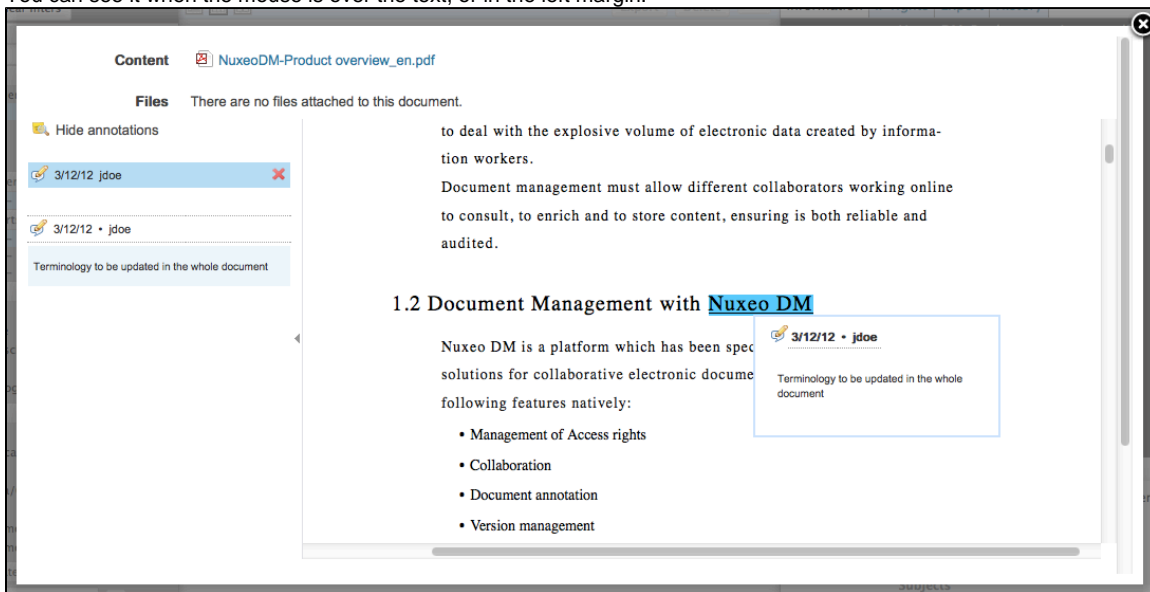 You can see it when the mouse is over the text, or in the left margin.
Content NuxeoDM-Product overview_en.pdf
Files There are no files attached to this document.
Hide annotations
3/12/12 jdoe
3/12/12 • jdoe
Terminology to be updated in the whole document
to deal with the explosive volume of electronic data created by informa-
tion workers.
Document management must allow different collaborators working online
to consult, to enrich and to store content, ensuring is both reliable and
audited.
1.2 Document Management with Nuxeo DM
Nuxeo DM is a platform which has been spec
solutions for collaborative electronic docume
following features natively:
• Management of Access rights
• Collaboration
• Document annotation
• Version management
3/12/12 • jdoe
Terminology to be updated in the whole
document
Subjects